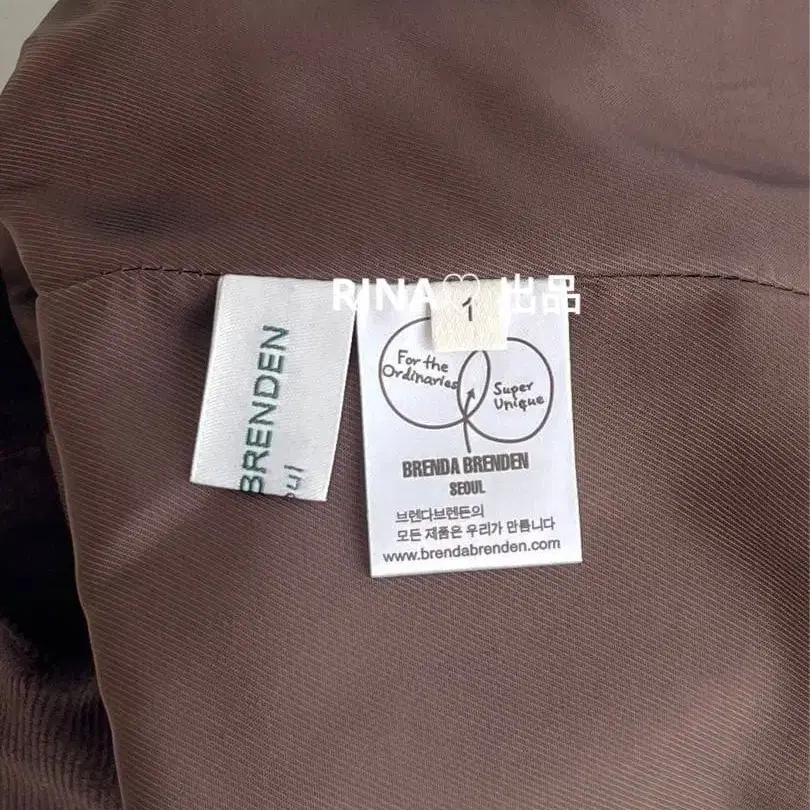 RINA♡ 出品
1
For the
Ordinaries
Super
Unique
BRENDA BRENDEN
SEOUL
브렌다브렌든의
모든 제품은 우리가 만듭니다
www.brendabrenden.com
BRENDEN